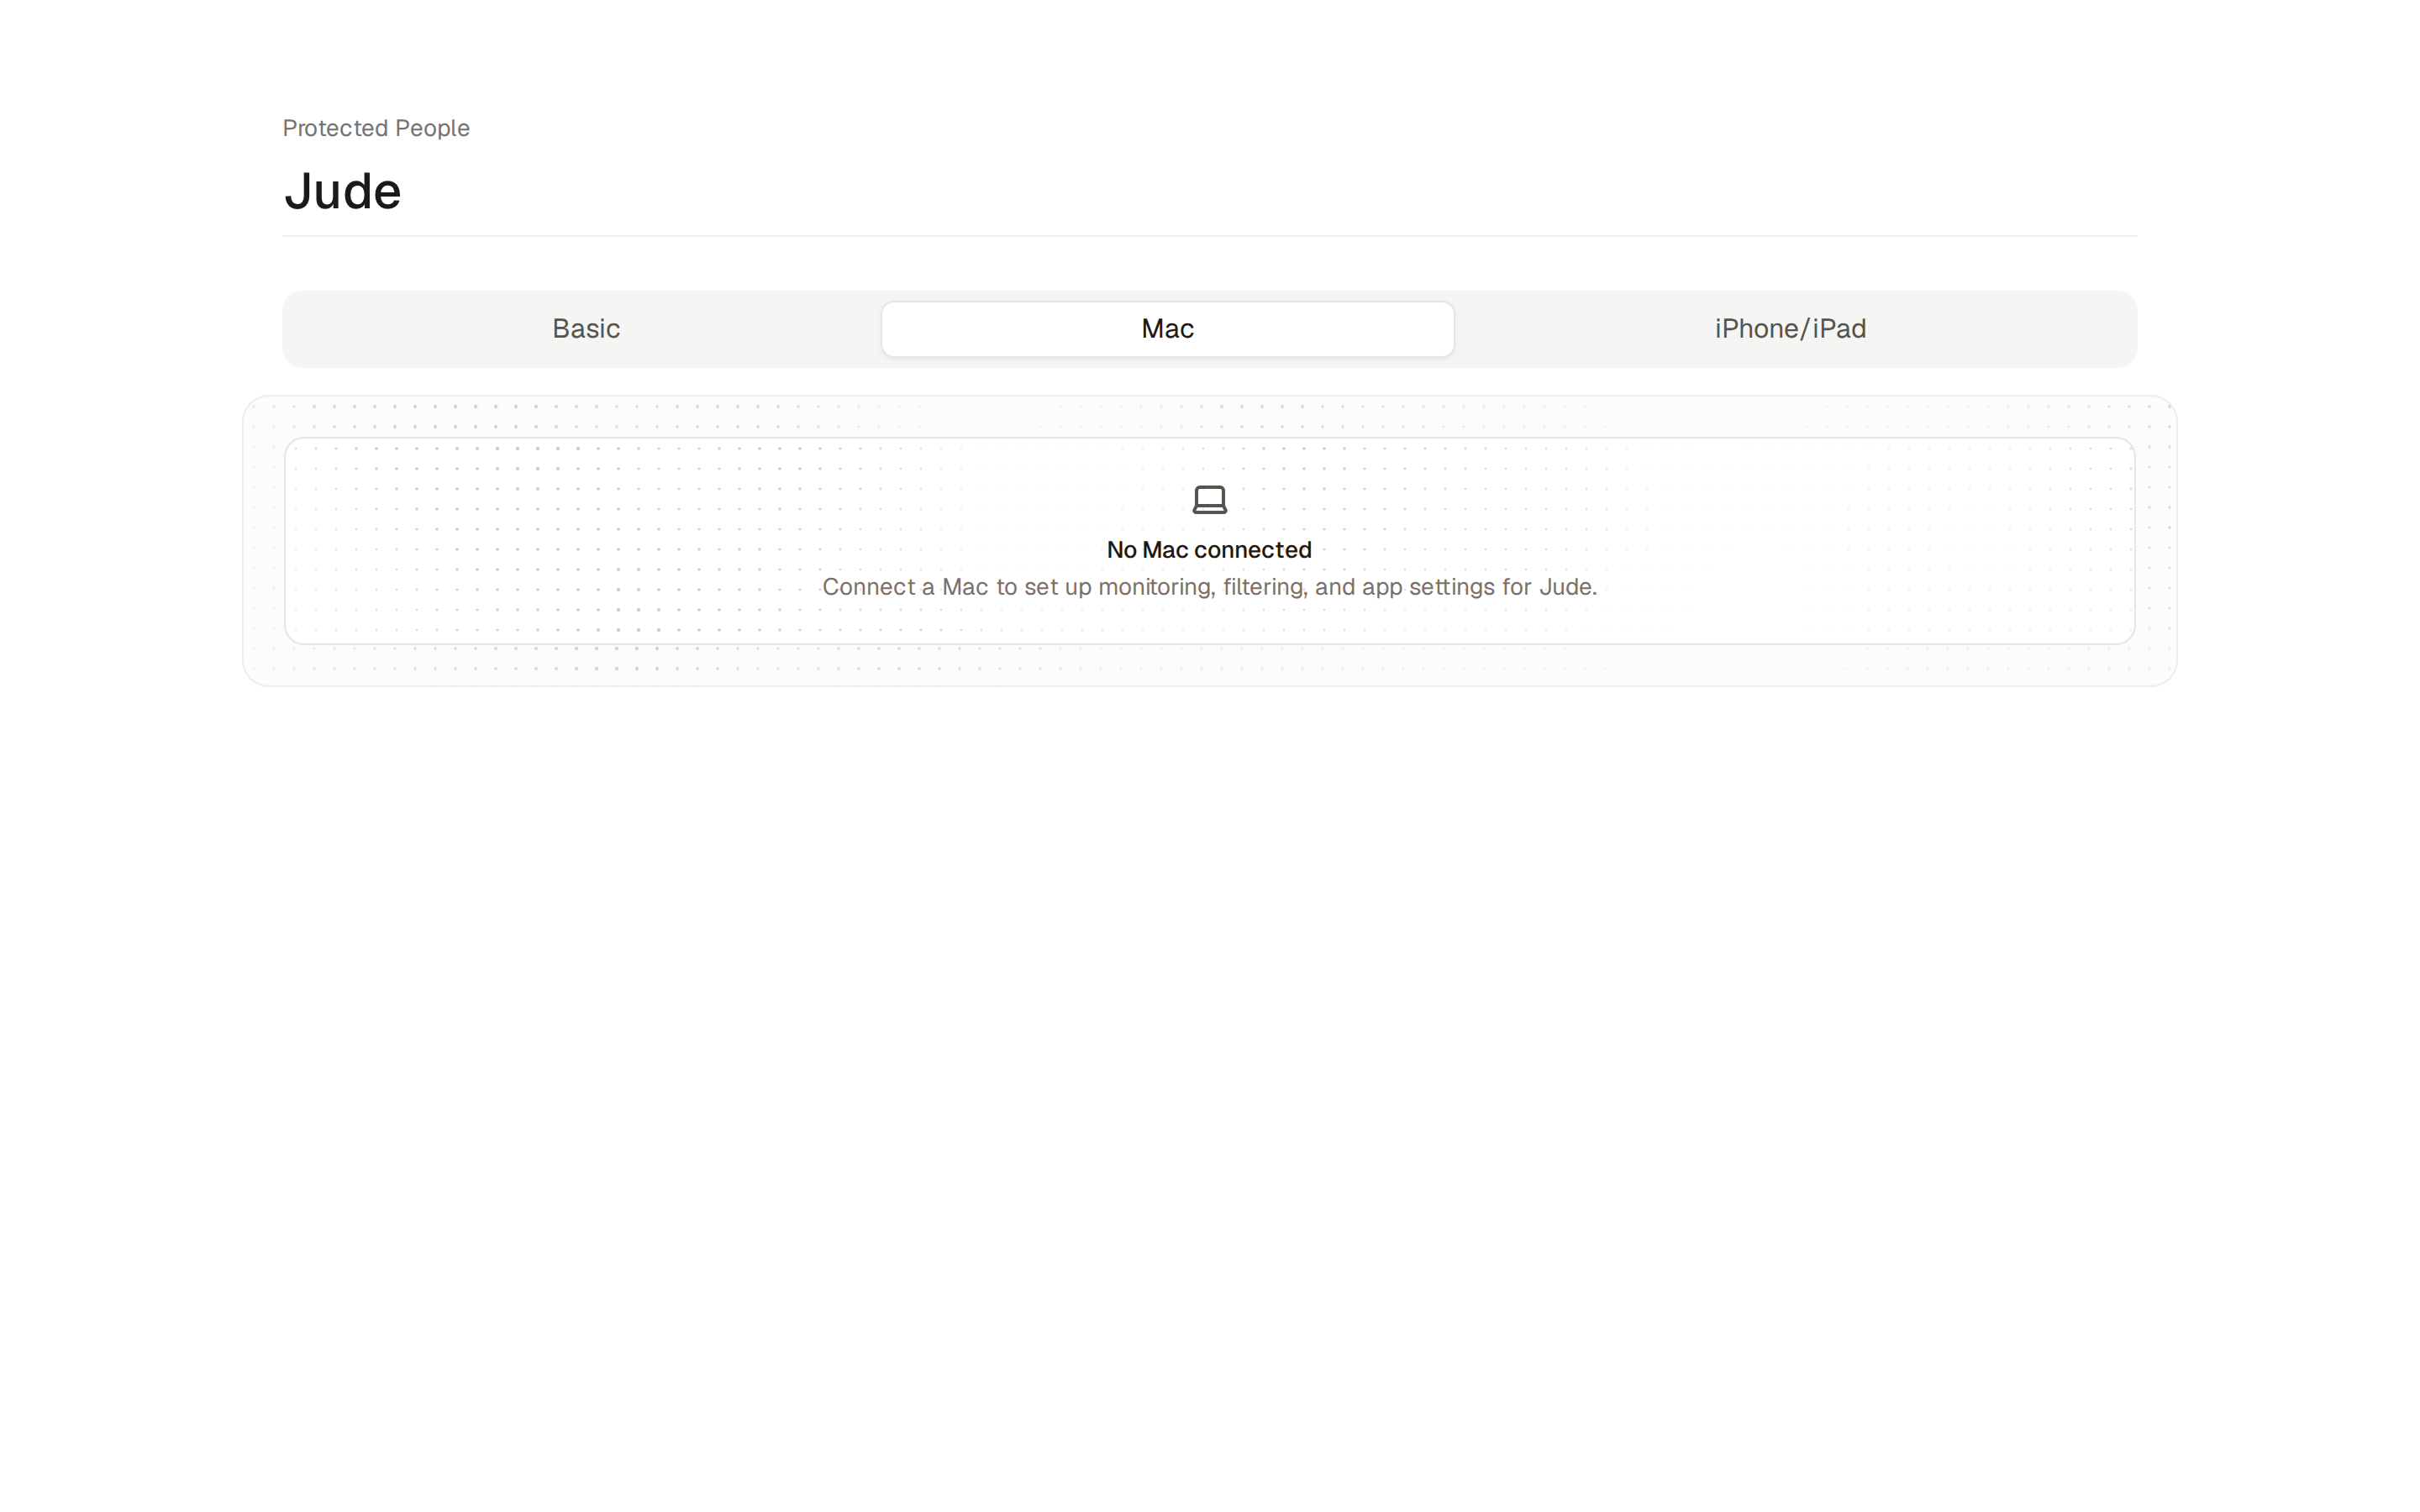 Protected People
Jude
Basic
Mac
iPhone/iPad
No Mac connected
Connect a Mac to set up monitoring, filtering, and app settings for Jude.